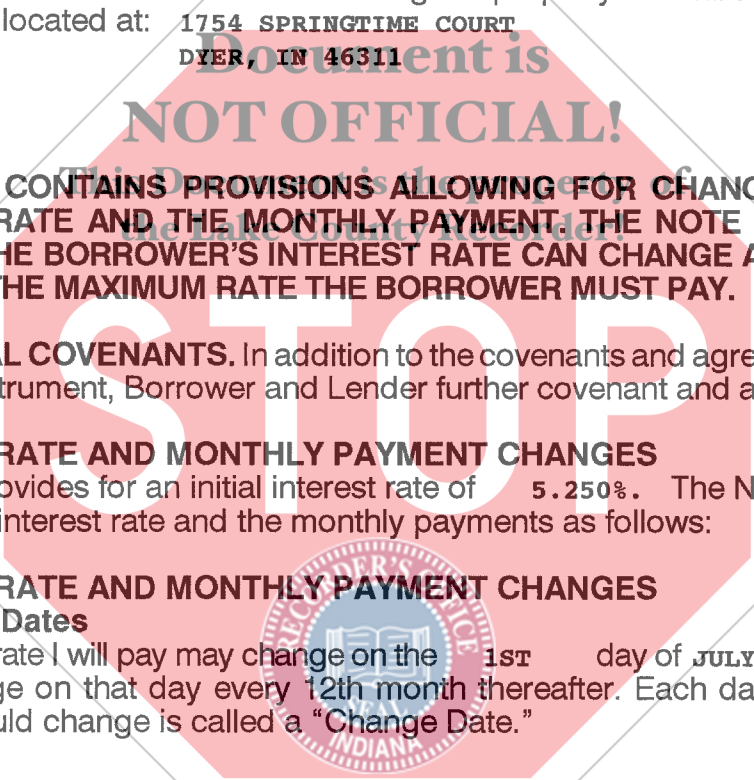 located at: 1754 SPRINGTIME COURT
DYER, IN 46311
Document is
NOT OFFICIAL!
This Document is the property of
the Lake County Recorder!
CONTAINS PROVISIONS ALLOWING FOR CHANG
RATE AND THE MONTHLY PAYMENT. THE NOTE
HE BORROWER'S INTEREST RATE CAN CHANGE A
THE MAXIMUM RATE THE BORROWER MUST PAY.
STOP
L COVENANTS. In addition to the covenants and agre
trument, Borrower and Lender further covenant and a
RATE AND MONTHLY PAYMENT CHANGES
ovides for an initial interest rate of 5.250%. The N
interest rate and the monthly payments as follows:
RATE AND MONTHLY PAYMENT CHANGES
Dates
rate I will pay may change on the 1ST day of JULY
ge on that day every 12th month thereafter. Each da
uld change is called a “Change Date.”
RECORDER'S OFFICE
SEAL
INDIANA